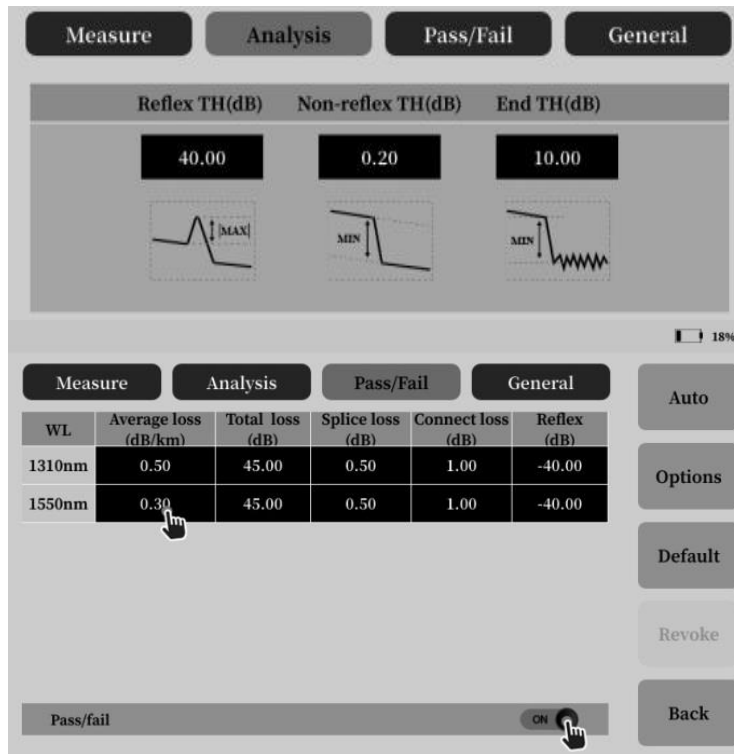 Measure Analysis Pass/Fail General
Reflex TH(dB) Non-reflex TH(dB) End TH(dB)
40.00 0.20 10.00
|MAX| MIN MIN
18%
Measure Analysis Pass/Fail General
Auto
WL Average loss (dB/km) Total loss (dB) Splice loss (dB) Connect loss (dB) Reflex (dB)
1310nm 0.50 45.00 0.50 1.00 -40.00
Options
1550nm 0.30 45.00 0.50 1.00 -40.00
Default
Revoke
Pass/fail ON
Back